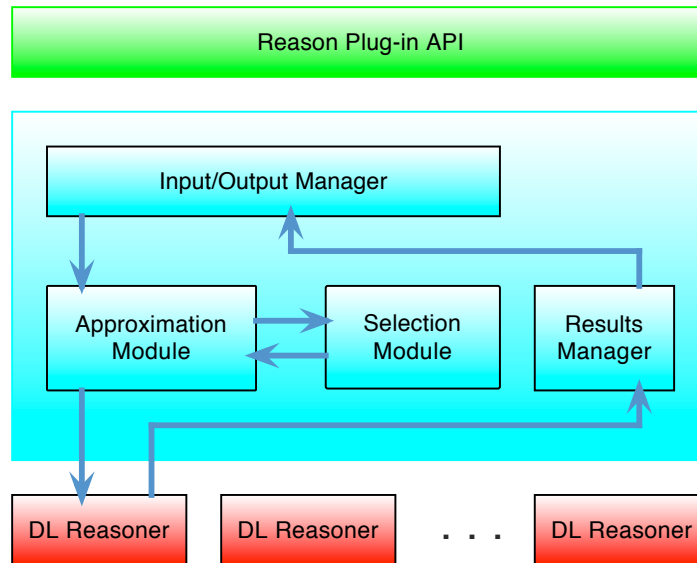 Reason Plug-in API
Input/Output Manager
Approximation
Module
Selection
Module
Results
Manager
DL Reasoner
DL Reasoner
. . .
DL Reasoner